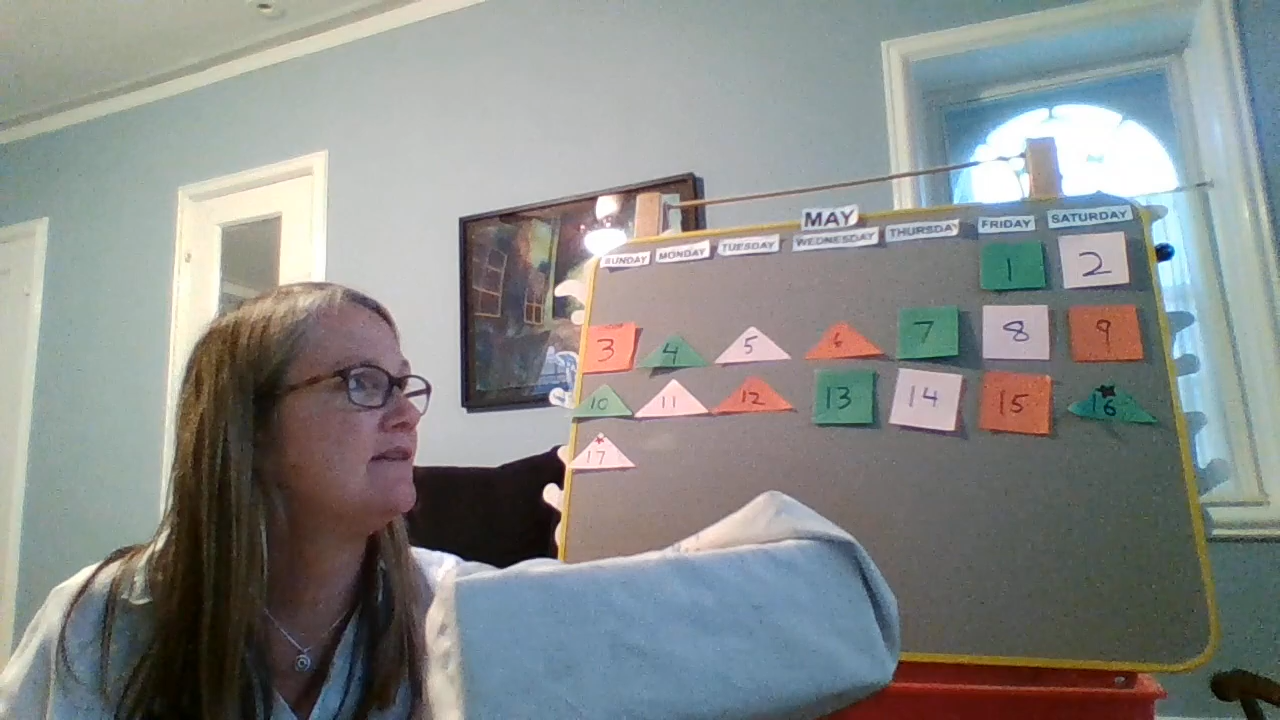 MAY
SUNDAY MONDAY TUESDAY WEDNESDAY THURSDAY FRIDAY SATURDAY
1 2
3 4 5 6 7 8 9
10 11 12 13 14 15 16
17